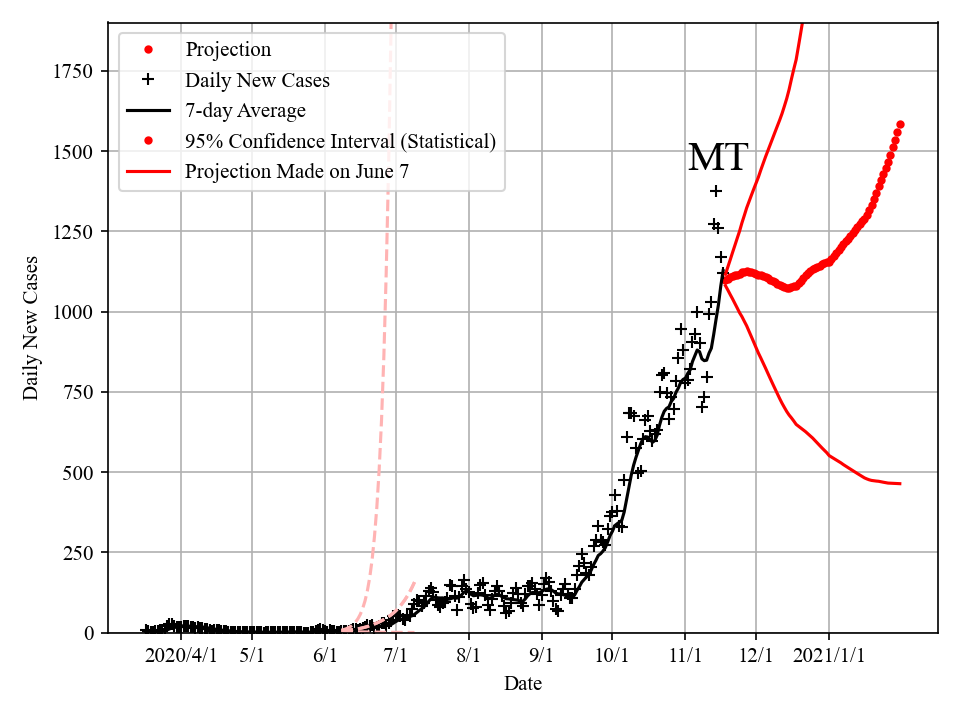 Projection
Daily New Cases
7-day Average
95% Confidence Interval (Statistical)
Projection Made on June 7
MT
1750
1500
1250
1000
750
500
250
0
Daily New Cases
2020/4/1 5/1 6/1 7/1 8/1 9/1 10/1 11/1 12/1 2021/1/1
Date